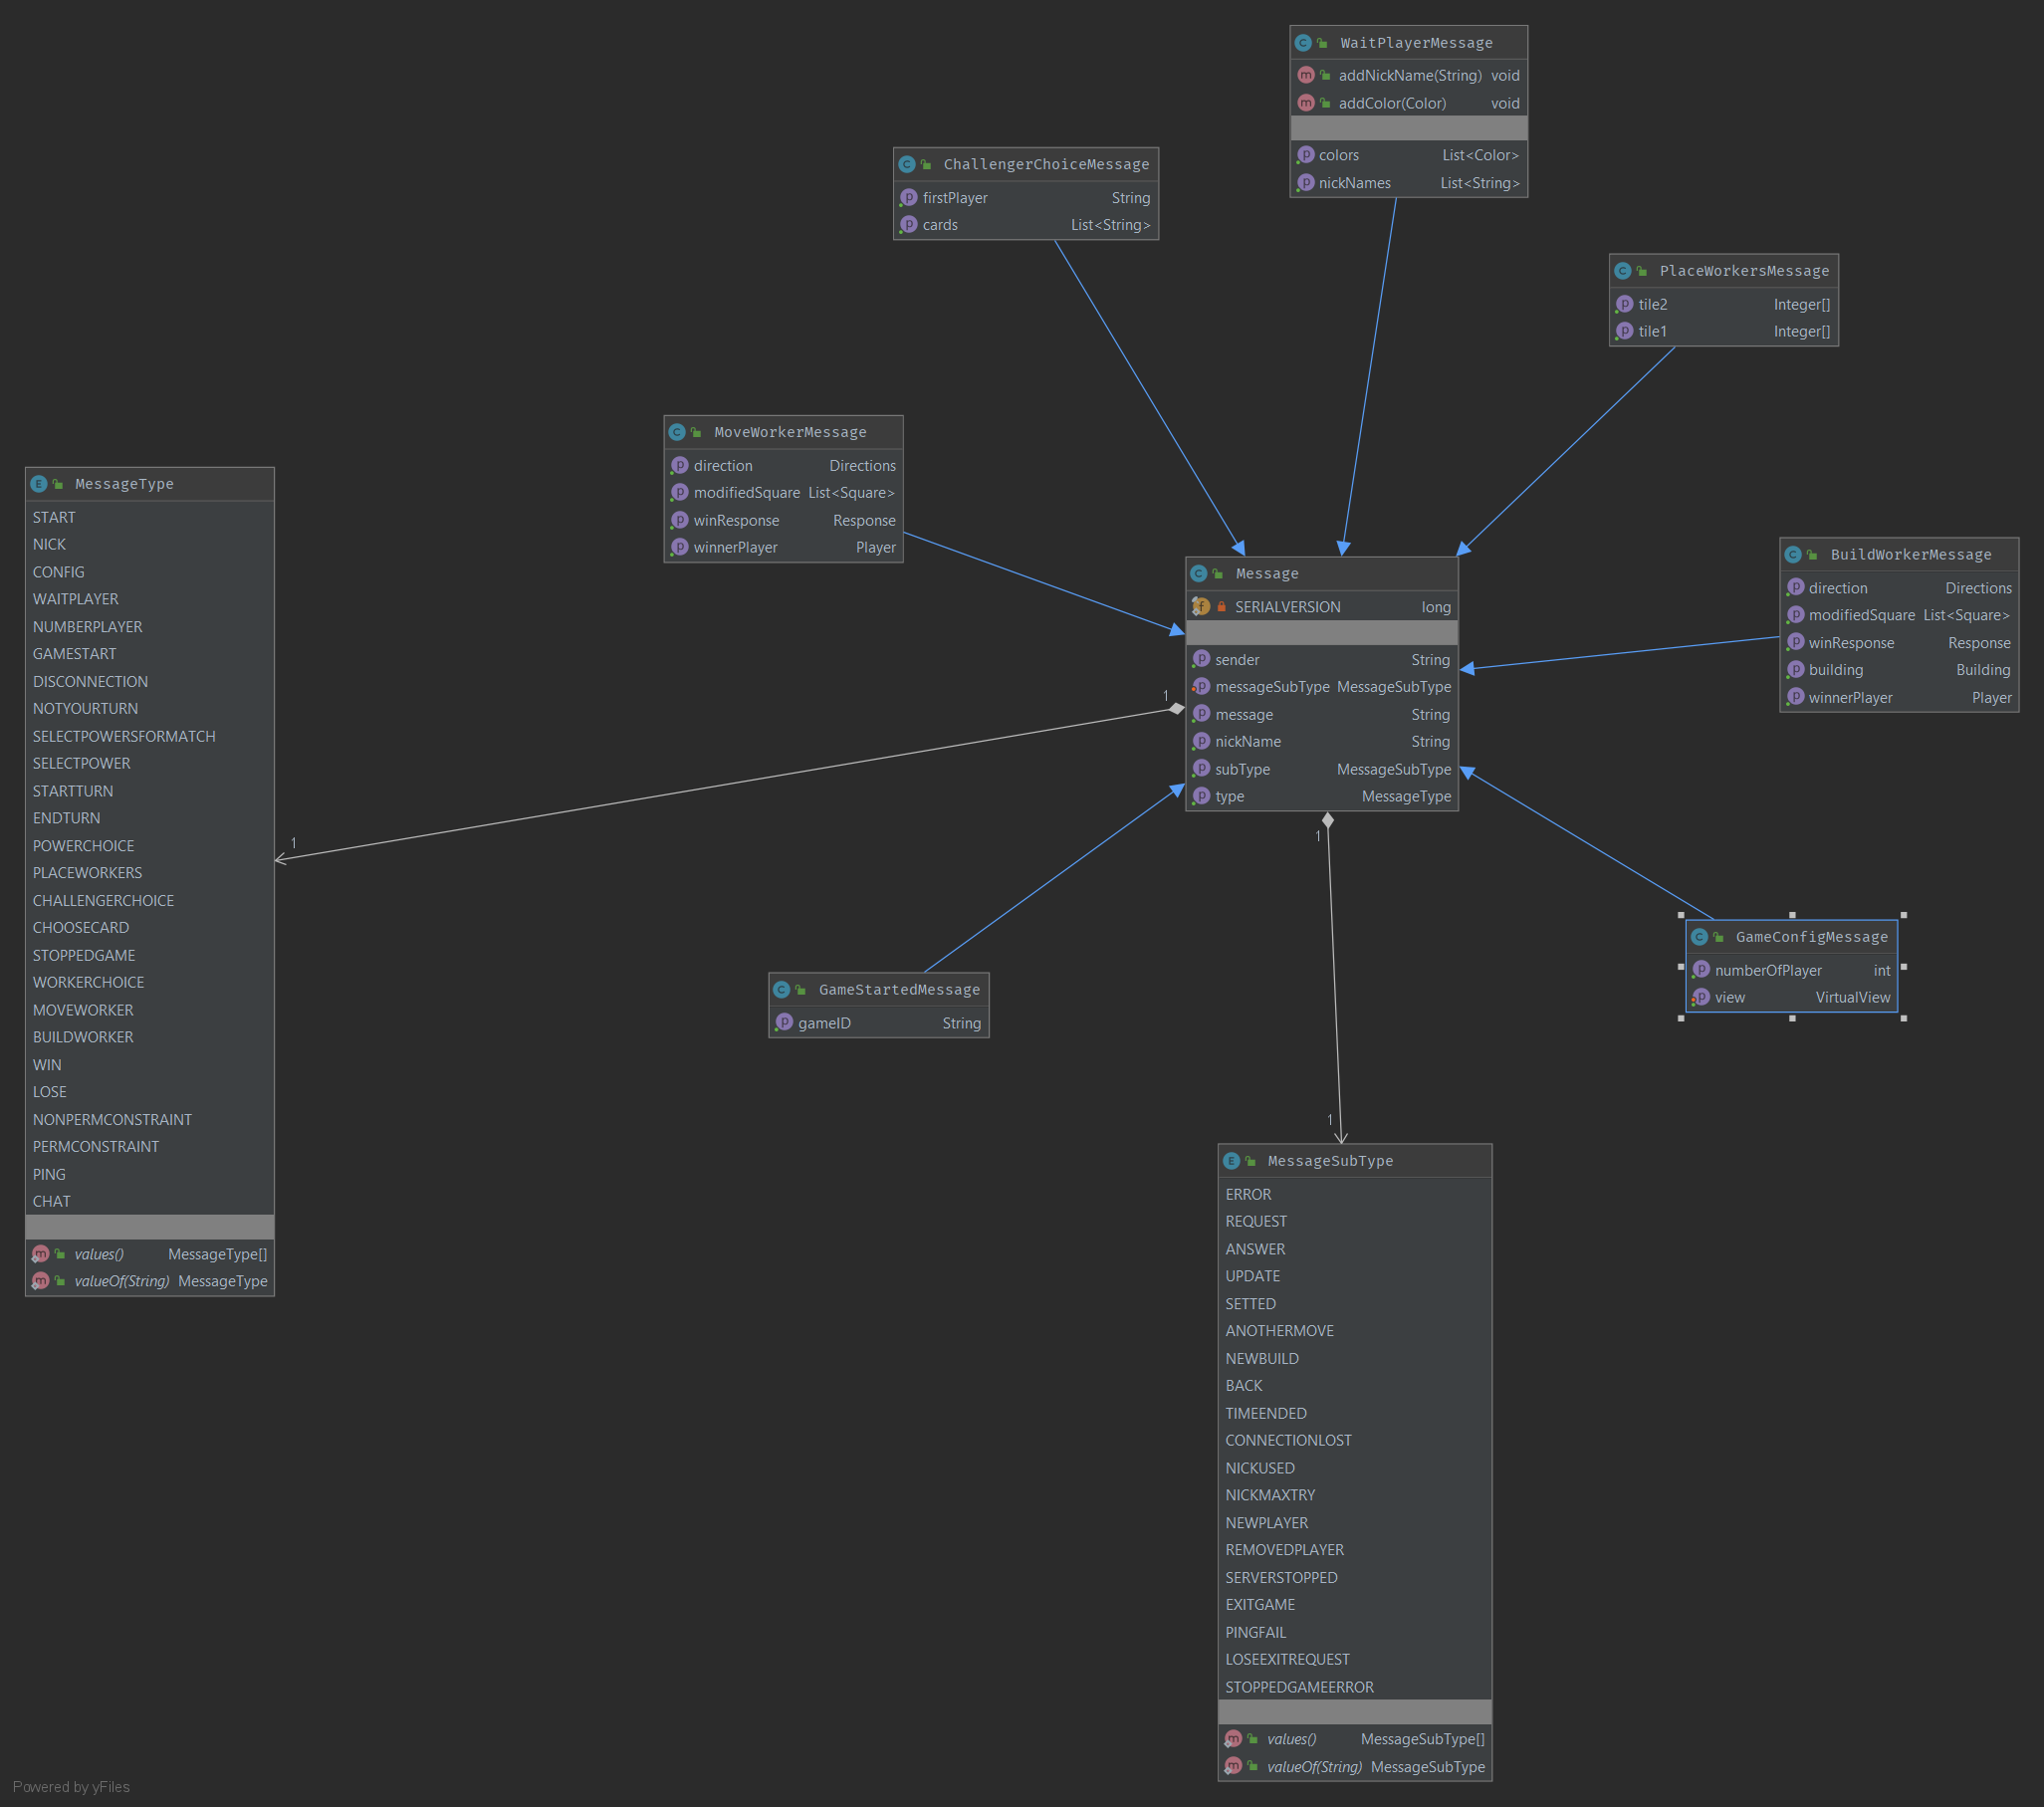 WaitPlayerMessage
addNickName(String) void
addColor(Color) void
colors List<Color>
nickNames List<String>
ChallengerChoiceMessage
firstPlayer String
cards List<String>
PlaceWorkersMessage
tile2 Integer[]
tile1 Integer[]
MoveWorkerMessage
direction Directions
modifiedSquare List<Square>
winResponse Response
winnerPlayer Player
MessageType
START
NICK
CONFIG
WAITPLAYER
NUMBERPLAYER
GAMESTART
DISCONNECTION
NOTYOURTURN
SELECTPOWERSFORMATCH
SELECTPOWER
STARTTURN
ENDTURN
POWERCHOICE
PLACEWORKERS
CHALLENGERCHOICE
CHOOSECARD
STOPPEDGAME
WORKERCHOICE
MOVEWORKER
BUILDWORKER
WIN
LOSE
NONPERMCONSTRAINT
PERMCONSTRAINT
PING
CHAT
values() MessageType[]
valueOf(String) MessageType
BuildWorkerMessage
direction Directions
modifiedSquare List<Square>
winResponse Response
building Building
winnerPlayer Player
Message
SERIALVERSION long
sender String
messageSubType MessageSubType
message String
nickName String
subType MessageSubType
type MessageType
1
1
1
1
GameConfigMessage
numberOfPlayer int
view VirtualView
GameStartedMessage
gameID String
MessageSubType
ERROR
REQUEST
ANSWER
UPDATE
SETTED
ANOTHERMOVE
NEWBUILD
BACK
TIMEENDED
CONNECTIONLOST
NICKUSED
NICKMAXTRY
NEWPLAYER
REMOVEDPLAYER
SERVERSTOPPED
EXITGAME
PINGFAIL
LOSEEXITREQUEST
STOPPEDGAMEERROR
values() MessageSubType[]
valueOf(String) MessageSubType
Powered by yFiles